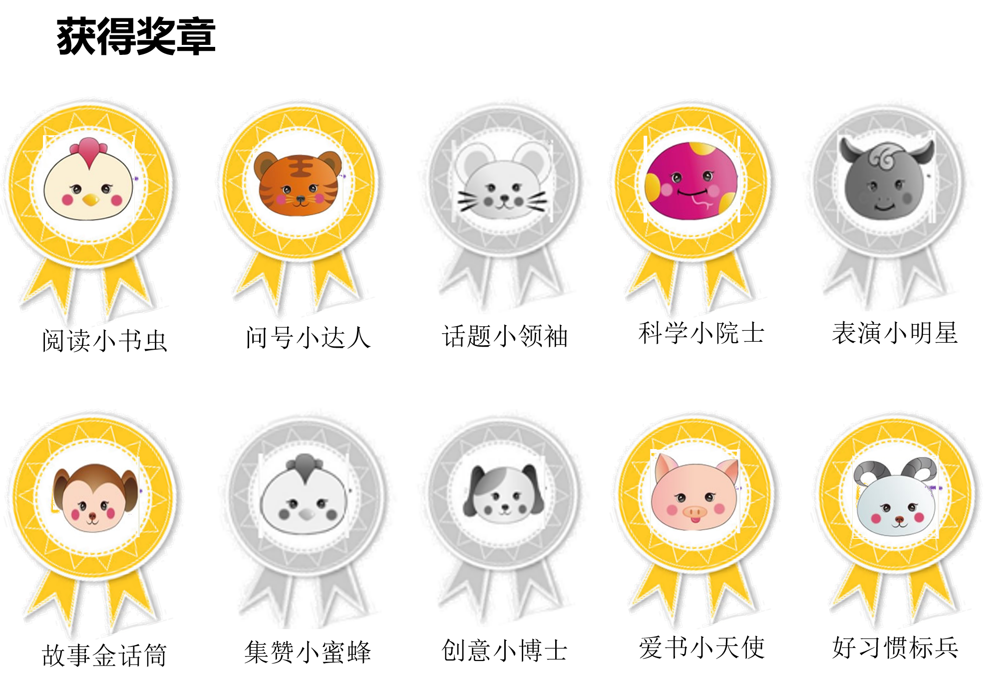 获得奖章
阅读小书虫
问号小达人
话题小领袖
科学小院士
表演小明星
故事金话筒
集赞小蜜蜂
创意小博士
爱书小天使
好习惯标兵